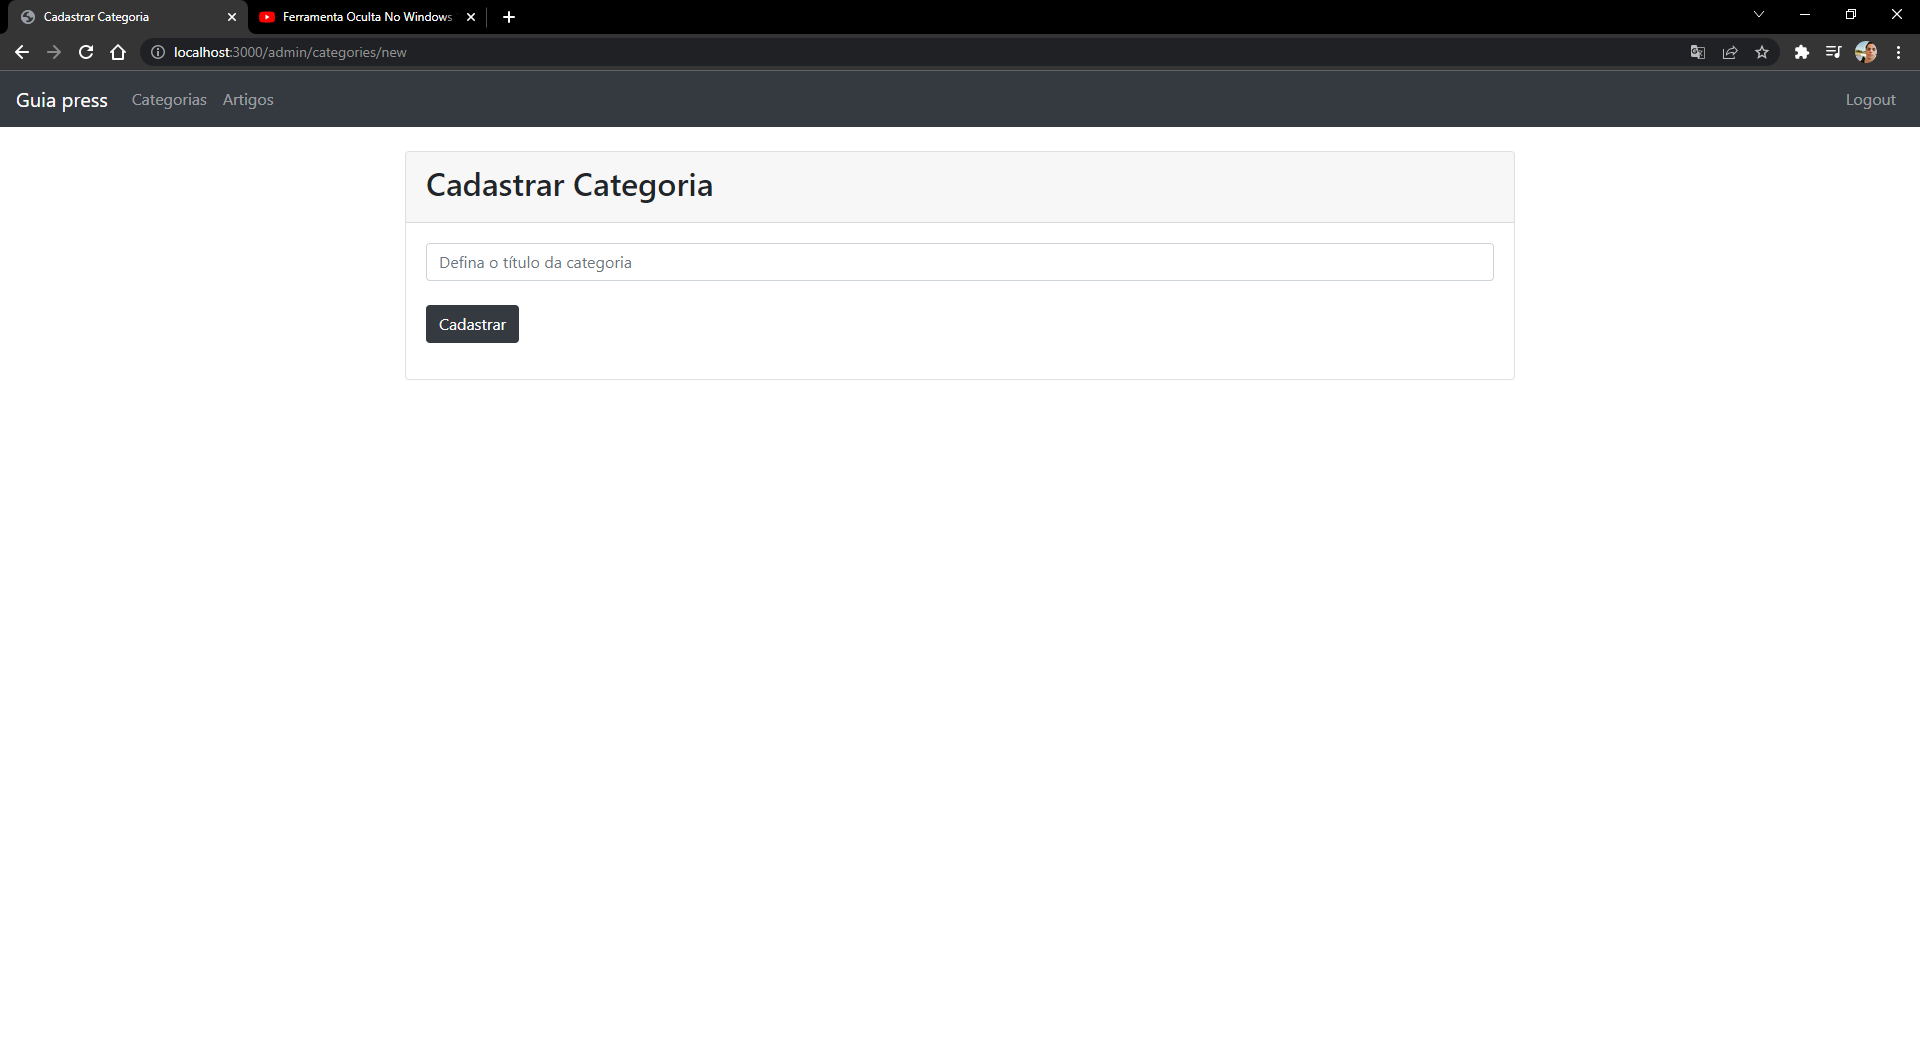 Cadastrar Categoria
Ferramenta Oculta No Windows
localhost:3000/admin/categories/new
Guia press Categorias Artigos Logout
Cadastrar Categoria
Defina o título da categoria
Cadastrar